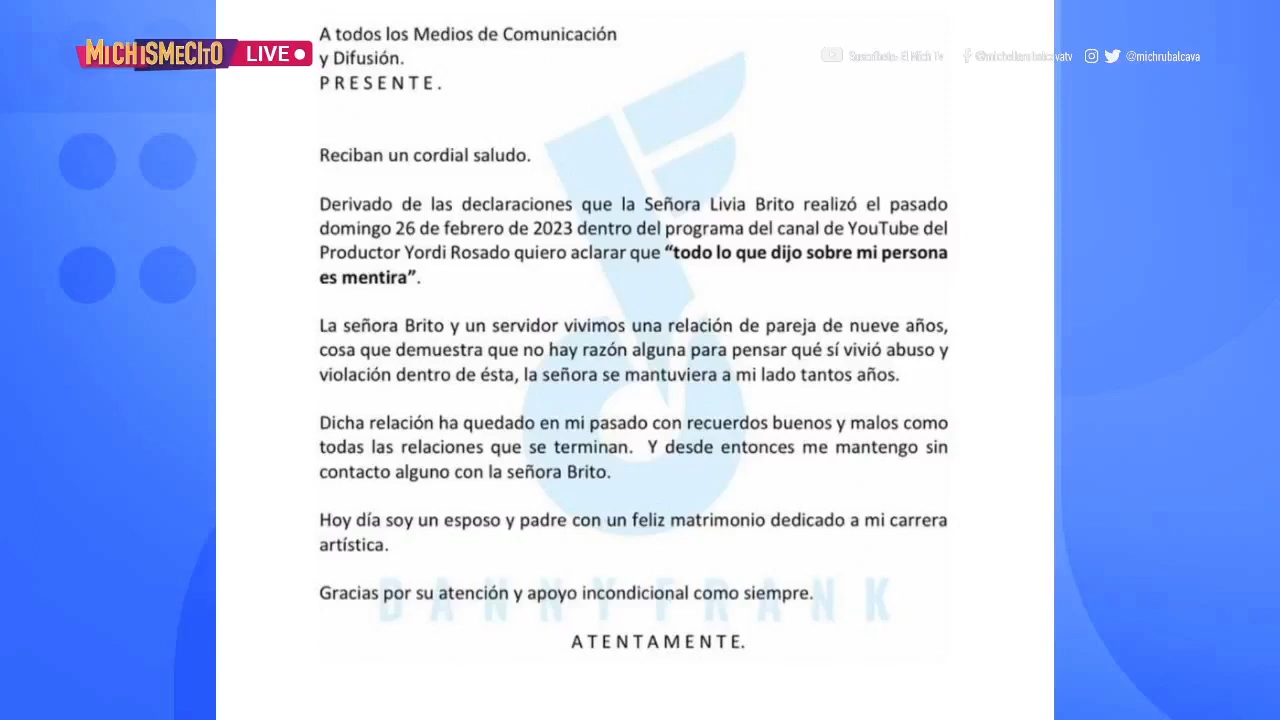 MICHISMECITO LIVE
@michrubalcava
A todos los Medios de Comunicación
y Difusión.
P R E S E N T E .
Reciban un cordial saludo.
Derivado de las declaraciones que la Señora Livia Brito realizó el pasado
domingo 26 de febrero de 2023 dentro del programa del canal de YouTube del
Productor Yordi Rosado quiero aclarar que “todo lo que dijo sobre mi persona
es mentira”.
La señora Brito y un servidor vivimos una relación de pareja de nueve años,
cosa que demuestra que no hay razón alguna para pensar qué sí vivió abuso y
violación dentro de ésta, la señora se mantuviera a mi lado tantos años.
Dicha relación ha quedado en mi pasado con recuerdos buenos y malos como
todas las relaciones que se terminan. Y desde entonces me mantengo sin
contacto alguno con la señora Brito.
Hoy día soy un esposo y padre con un feliz matrimonio dedicado a mi carrera
artística.
Gracias por su atención y apoyo incondicional como siempre.
DANNY FRANK
A T E N T A M E N T E.